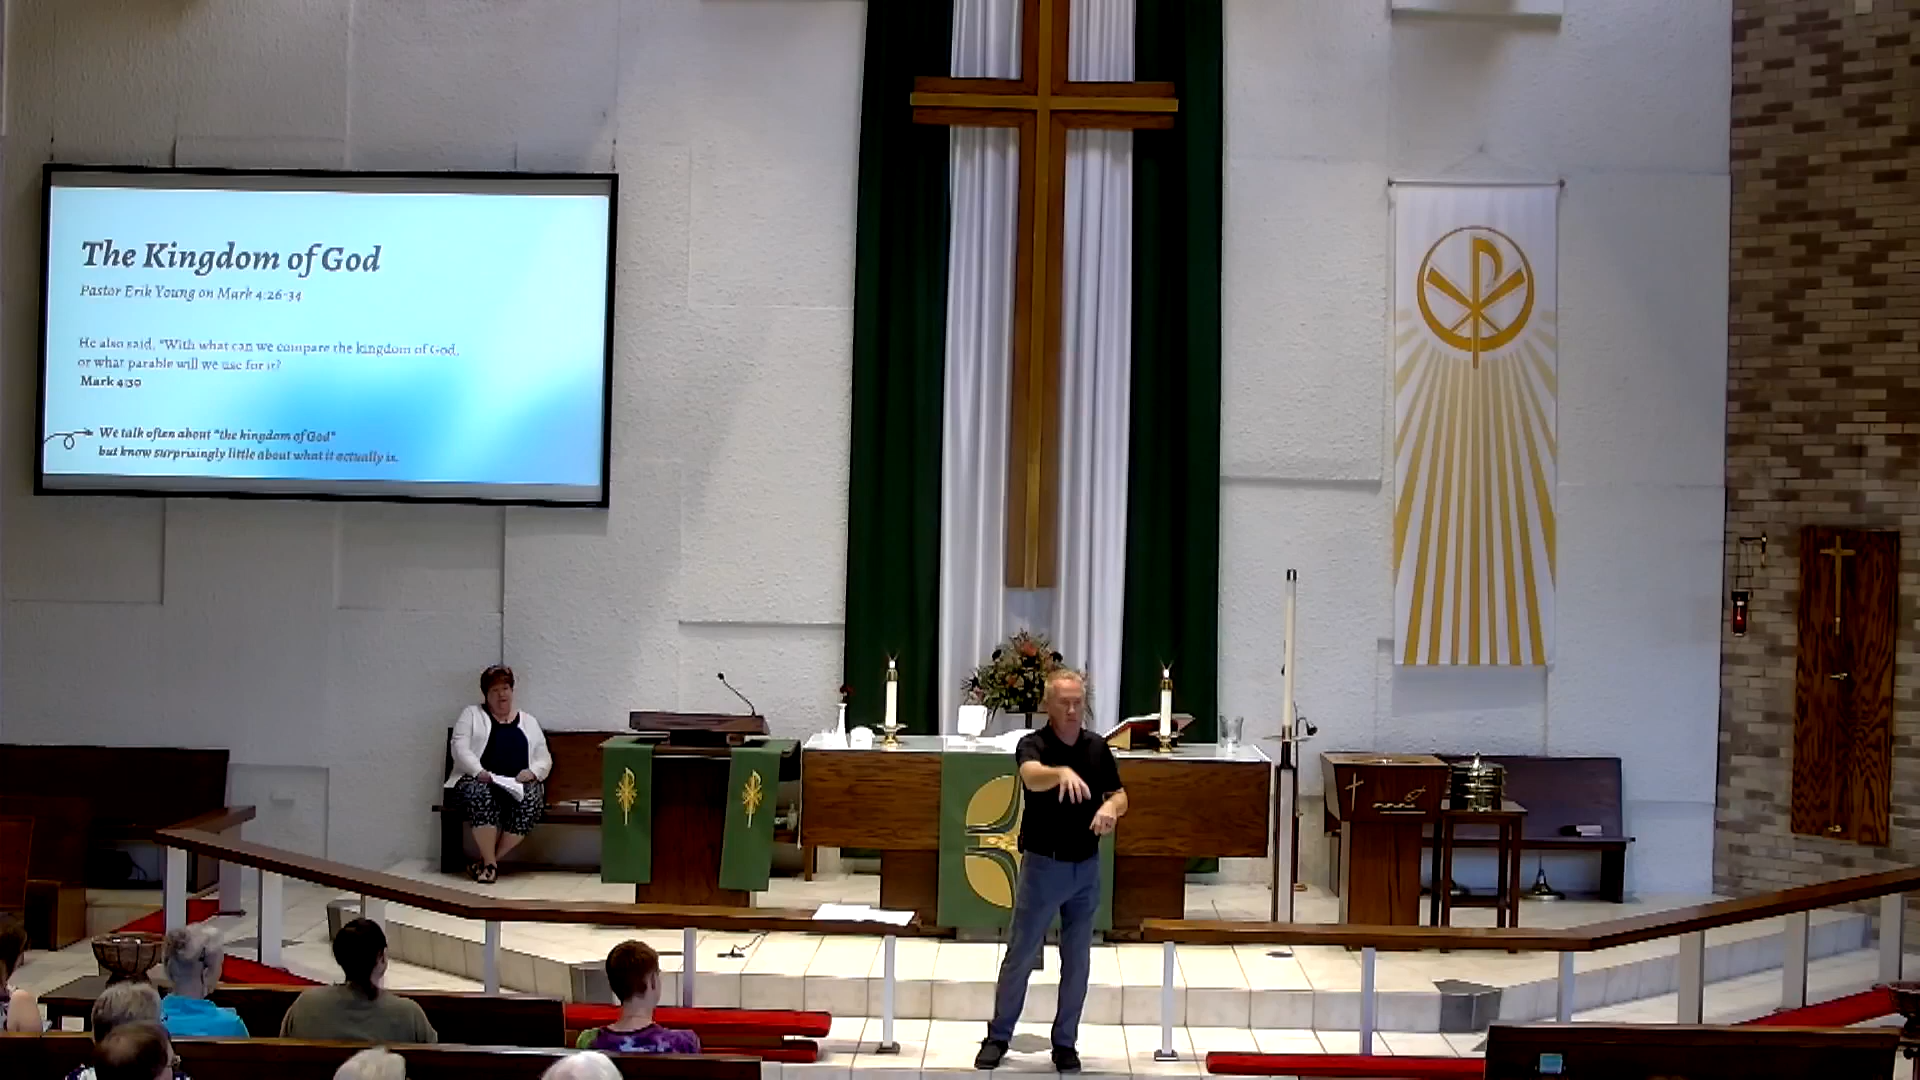 The Kingdom of God
Pastor Erik Young on Mark 4:26-34
He also said, "With what can we compare the kingdom of God,
or what parable will we use for it?
Mark 4:30
We talk often about "the kingdom of God"
but know surprisingly little about what it actually is.